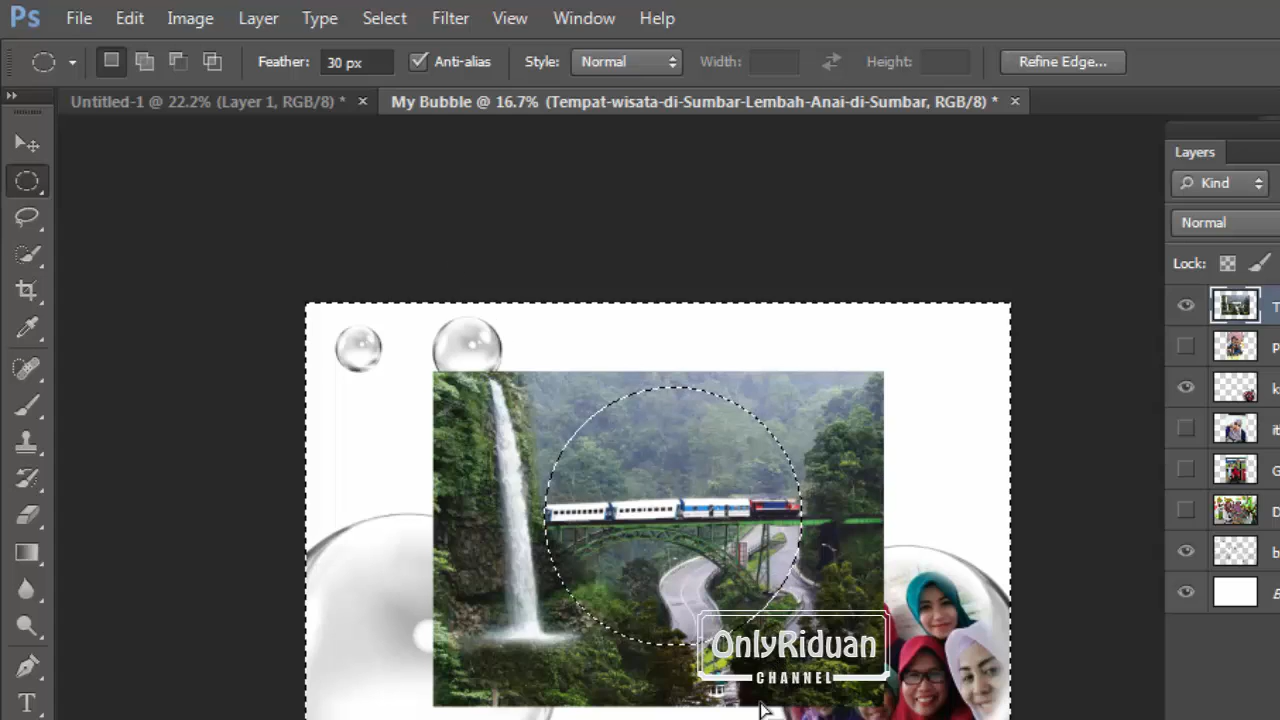 Ps File Edit Image Layer Type Select Filter View Window Help
Feather: 30 px Anti-alias Style: Normal Width: Height: Refine Edge...
Untitled-1 @ 22.2% (Layer 1, RGB/8) * × My Bubble @ 16.7% (Tempat-wisata-di-Sumbar-Lembah-Anai-di-Sumbar, RGB/8) * ×
Layers
Kind
Normal
Lock:
T
p
k
it
G
D
b
OnlyRiduan
CHANNEL